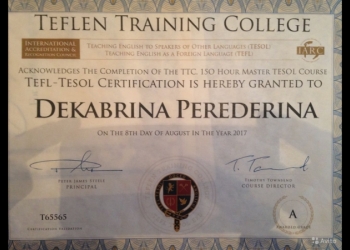 TEFLEN TRAINING COLLEGE
INTERNATIONAL
ACCREDITATION &
RECOGNITION COUNCIL
TEACHING ENGLISH TO SPEAKERS OF OTHER LANGUAGES (TESOL)
TEACHING ENGLISH AS A FOREIGN LANGUAGE (TEFL)
IARC
ACKNOWLEDGES THE COMPLETION OF THE TTC, 150 HOUR MASTER TESOL COURSE
TEFL-TESOL CERTIFICATION IS HEREBY GRANTED TO
DEKABRINA PEREDERINA
ON THE 8TH DAY OF AUGUST IN THE YEAR 2017
PRINCIPAL
COURSE DIRECTOR
T65565
A
Avito